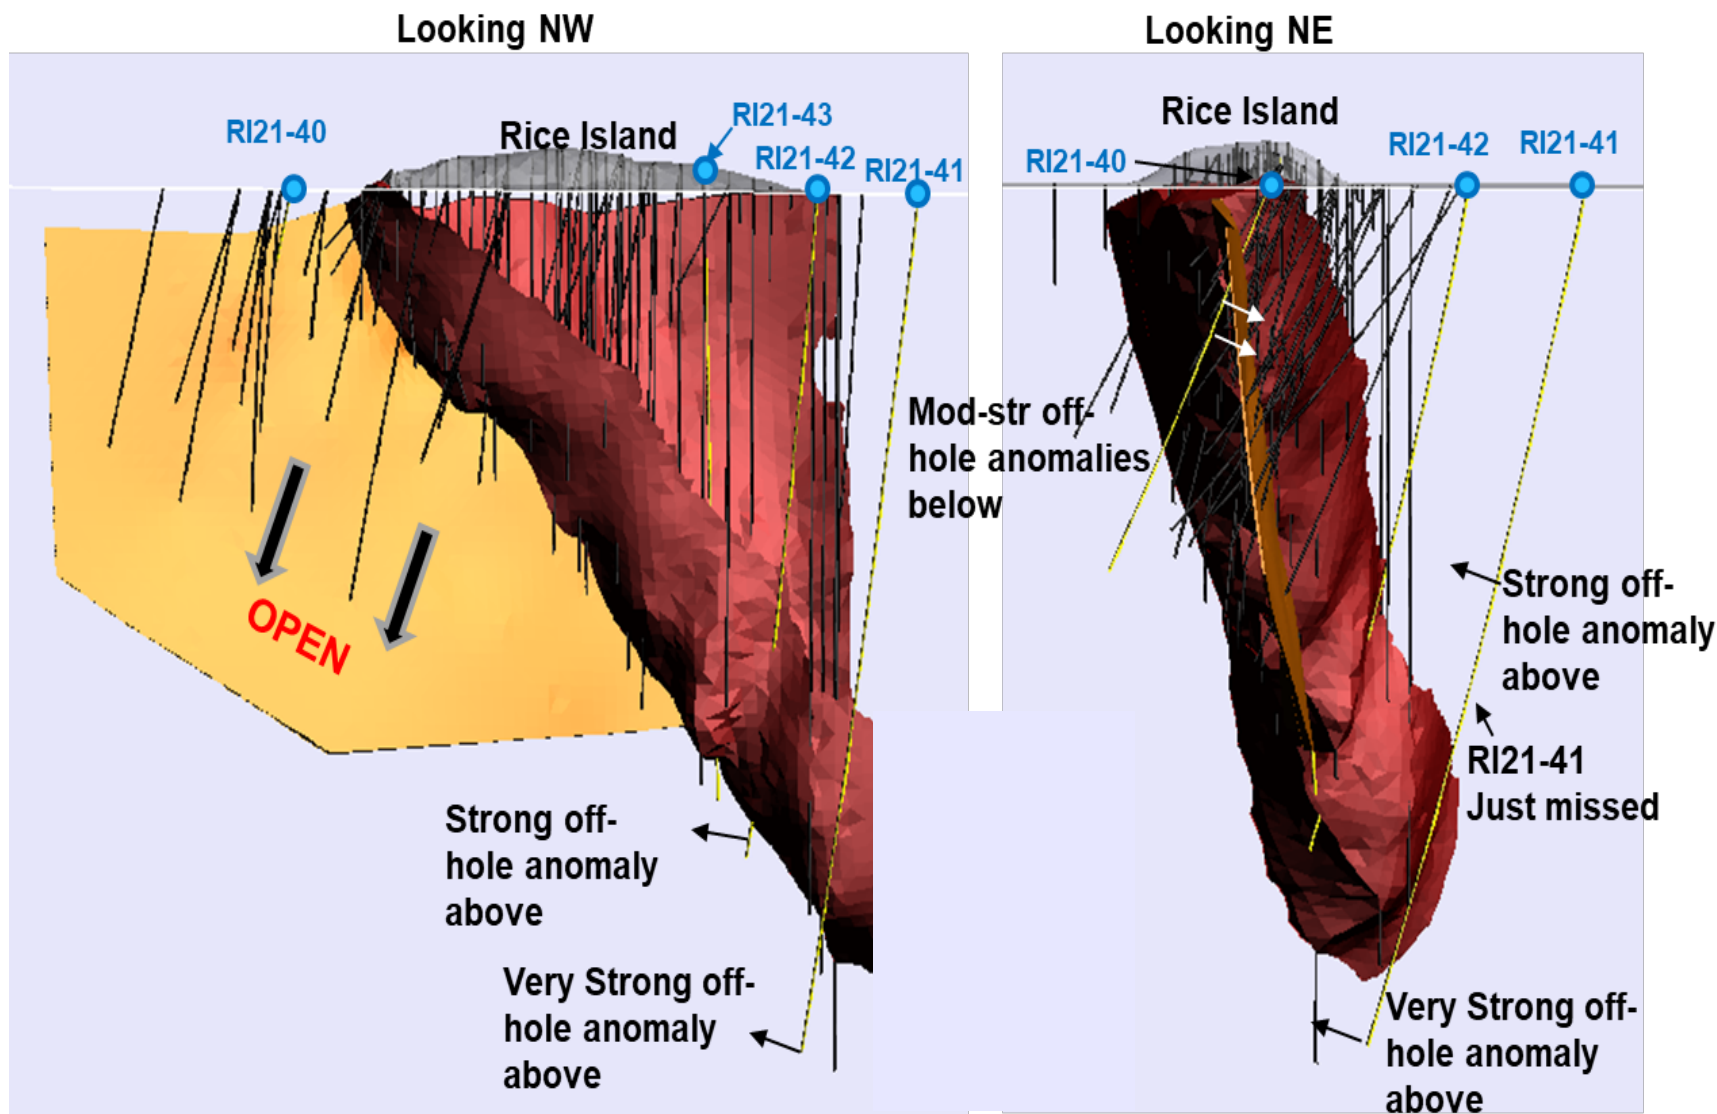 Looking NW
RI21-40
Rice Island
RI21-43
RI21-42
RI21-41
OPEN
Strong off-
hole anomaly
above
Very Strong off-
hole anomaly
above
Looking NE
Rice Island
RI21-40
RI21-42
RI21-41
Mod-str off-
hole anomalies
below
Strong off-
hole anomaly
above
RI21-41
Just missed
Very Strong off-
hole anomaly
above